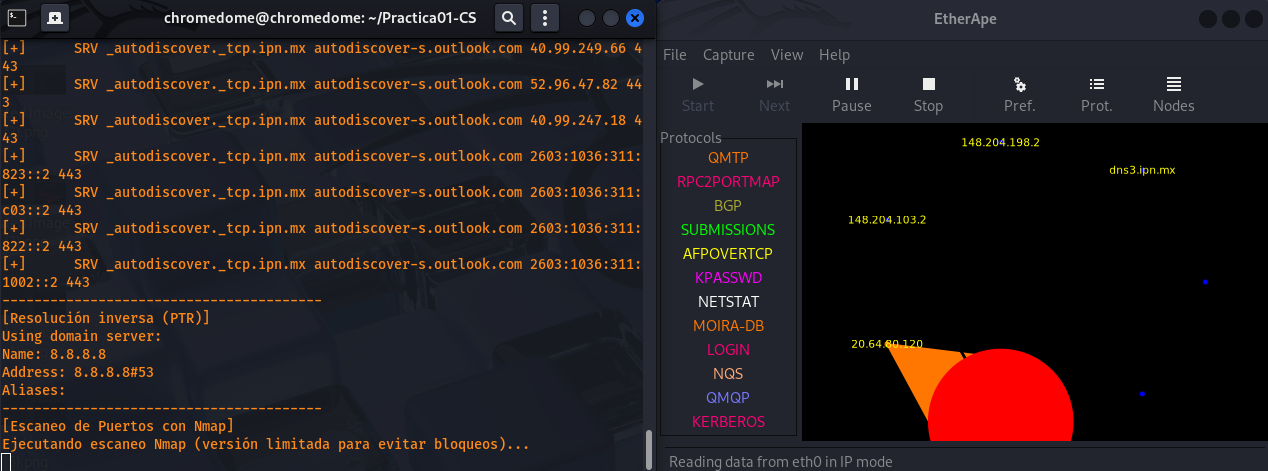 chromedome@chromedome: ~/Practica01-CS
[+]      SRV _autodiscover._tcp.ipn.mx autodiscover-s.outlook.com 40.99.249.66 4
43
[+]      SRV _autodiscover._tcp.ipn.mx autodiscover-s.outlook.com 52.96.47.82 44
3
[+]      SRV _autodiscover._tcp.ipn.mx autodiscover-s.outlook.com 40.99.247.18 4
43
[+]      SRV _autodiscover._tcp.ipn.mx autodiscover-s.outlook.com 2603:1036:311:
823::2 443
[+]      SRV _autodiscover._tcp.ipn.mx autodiscover-s.outlook.com 2603:1036:311:
c03::2 443
[+]      SRV _autodiscover._tcp.ipn.mx autodiscover-s.outlook.com 2603:1036:311:
822::2 443
[+]      SRV _autodiscover._tcp.ipn.mx autodiscover-s.outlook.com 2603:1036:311:
1002::2 443
----------------------------------------
[Resolución inversa (PTR)]
Using domain server:
Name: 8.8.8.8
Address: 8.8.8.8#53
Aliases:
----------------------------------------
[Escaneo de Puertos con Nmap]
Ejecutando escaneo Nmap (versión limitada para evitar bloqueos)...
EtherApe
File Capture View Help
Start Next Pause Stop Pref. Prot. Nodes
Protocols
QMTP
RPC2PORTMAP
BGP
SUBMISSIONS
AFPOVERTCP
KPASSWD
NETSTAT
MOIRA-DB
LOGIN
NQS
QMQP
KERBEROS
148.204.198.2
dns3.ipn.mx
148.204.103.2
20.64.80.120
Reading data from eth0 in IP mode